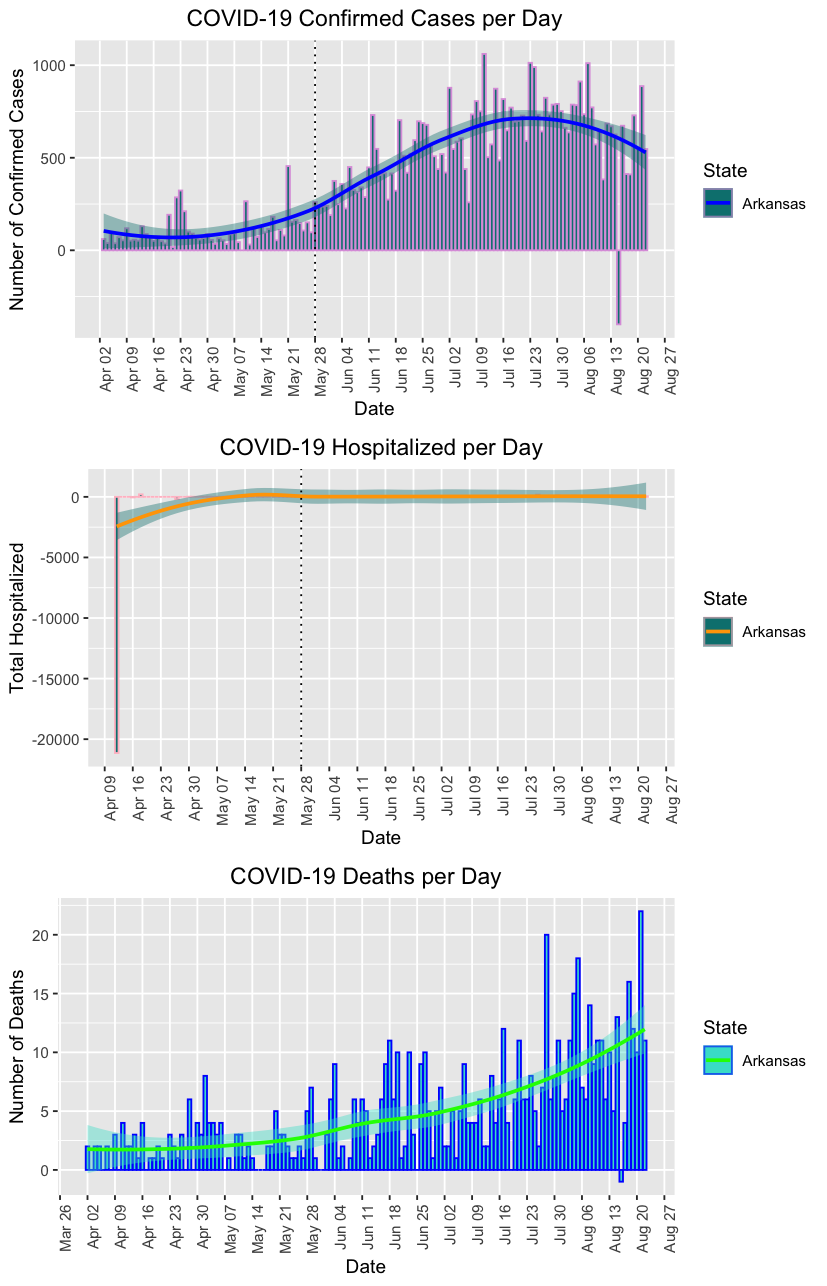 COVID-19 Confirmed Cases per Day
Number of Confirmed Cases
1000
500
0
Apr 02
Apr 09
Apr 16
Apr 23
Apr 30
May 07
May 14
May 21
May 28
Jun 04
Jun 11
Jun 18
Jun 25
Jul 02
Jul 09
Jul 16
Jul 23
Jul 30
Aug 06
Aug 13
Aug 20
Aug 27
Date
State
Arkansas
COVID-19 Hospitalized per Day
Total Hospitalized
0
-5000
-10000
-15000
-20000
Apr 09
Apr 16
Apr 23
Apr 30
May 07
May 14
May 21
May 28
Jun 04
Jun 11
Jun 18
Jun 25
Jul 02
Jul 09
Jul 16
Jul 23
Jul 30
Aug 06
Aug 13
Aug 20
Aug 27
Date
State
Arkansas
COVID-19 Deaths per Day
Number of Deaths
20
15
10
5
0
Mar 26
Apr 02
Apr 09
Apr 16
Apr 23
Apr 30
May 07
May 14
May 21
May 28
Jun 04
Jun 11
Jun 18
Jun 25
Jul 02
Jul 09
Jul 16
Jul 23
Jul 30
Aug 06
Aug 13
Aug 20
Aug 27
Date
State
Arkansas